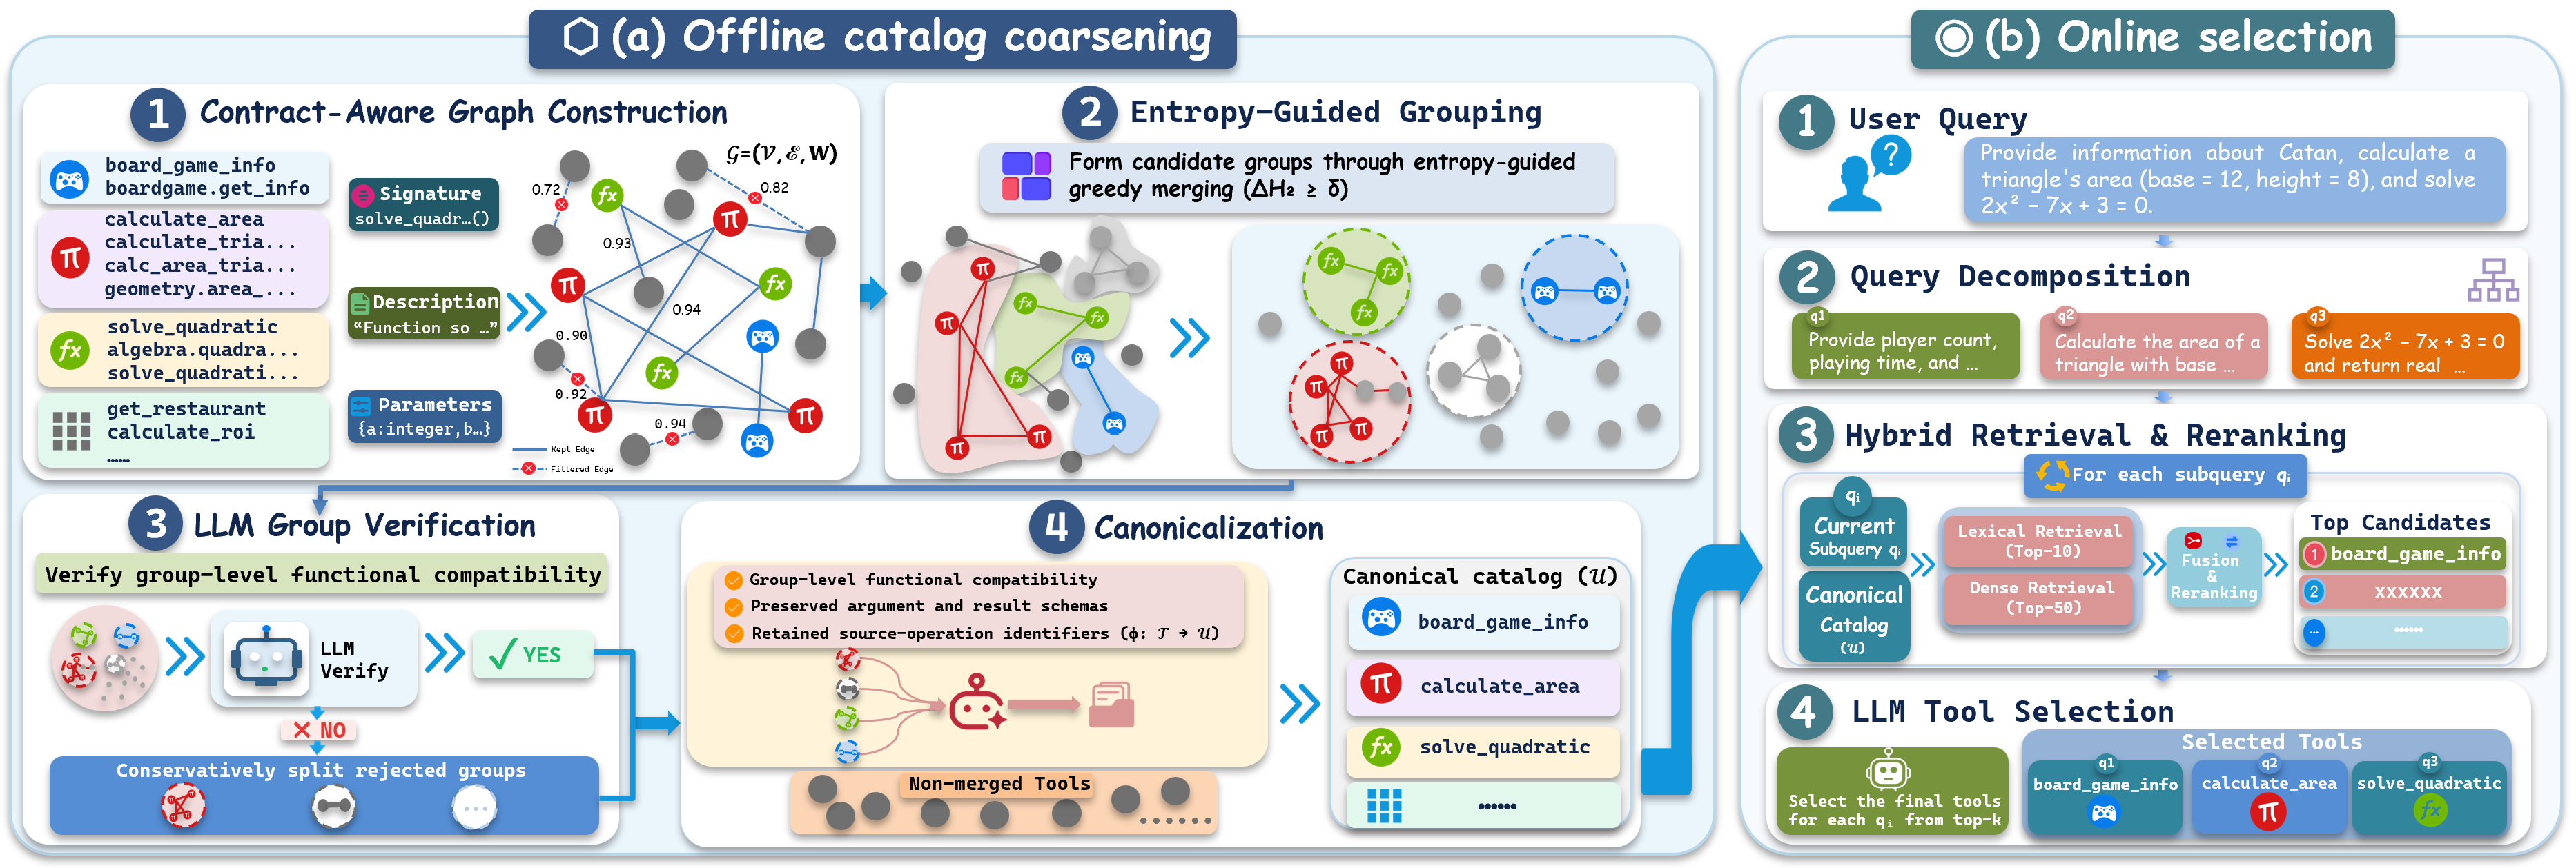 (a) Offline catalog coarsening
1 Contract-Aware Graph Construction
board_game_info
boardgame.get_info
calculate_area
calculate_tria...
calc_area_tria...
geometry.area_...
solve_quadratic
algebra.quadra...
solve_quadrati...
get_restaurant
calculate_roi
......
Signature
solve_quadr…()
Description
“Function so …”
Parameters
{a:integer,b…}
𝒢=(𝒱,ℰ,W)
0.72
0.82
0.93
0.94
0.90
0.92
0.94
Kept Edge
Filtered Edge
2 Entropy-Guided Grouping
Form candidate groups through entropy-guided
greedy merging (ΔH₂ ≥ δ)
3 LLM Group Verification
Verify group-level functional compatibility
LLM
Verify
YES
NO
Conservatively split rejected groups
...
4 Canonicalization
Group-level functional compatibility
Preserved argument and result schemas
Retained source-operation identifiers (ϕ: 𝒯 → 𝒰)
Non-merged Tools
......
Canonical catalog (𝒰)
board_game_info
calculate_area
solve_quadratic
......
(b) Online selection
1 User Query
Provide information about Catan, calculate a
triangle's area (base = 12, height = 8), and solve
2x² − 7x + 3 = 0.
2 Query Decomposition
q1
Provide player count,
playing time, and …
q2
Calculate the area of a
triangle with base …
q3
Solve 2x² − 7x + 3 = 0
and return real …
3 Hybrid Retrieval & Reranking
For each subquery qᵢ
qᵢ
Current
Subquery qᵢ
Canonical
Catalog
(𝒰)
Lexical Retrieval
(Top-10)
Dense Retrieval
(Top-50)
Fusion
&
Reranking
Top Candidates
1 board_game_info
2 xxxxxx
... ......
4 LLM Tool Selection
Select the final tools
for each qᵢ from top-k
Selected Tools
q1
board_game_info
q2
calculate_area
q3
solve_quadratic